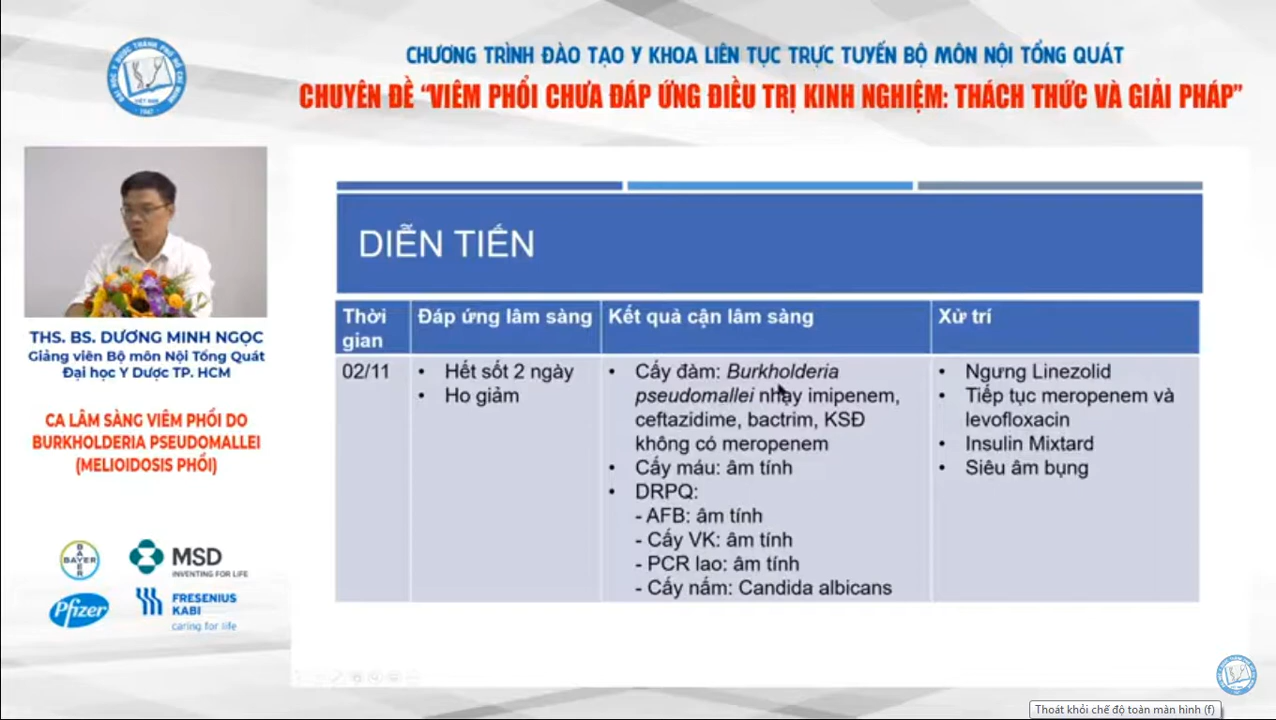 CHƯƠNG TRÌNH ĐÀO TẠO Y KHOA LIÊN TỤC TRỰC TUYẾN BỘ MÔN NỘI TỔNG QUÁT
CHUYÊN ĐỀ “VIÊM PHỔI CHƯA ĐÁP ỨNG ĐIỀU TRỊ KINH NGHIỆM: THÁCH THỨC VÀ GIẢI PHÁP”
THS. BS. DƯƠNG MINH NGỌC
Giảng viên Bộ môn Nội Tổng Quát
Đại học Y Dược TP. HCM
CA LÂM SÀNG VIÊM PHỔI DO
BURKHOLDERIA PSEUDOMALLEI
(MELIOIDOSIS PHỔI)
BAYER
MSD
INVENTING FOR LIFE
Pfizer
FRESENIUS
KABI
caring for life
DIỄN TIẾN
Thời
gian
Đáp ứng lâm sàng
Kết quả cận lâm sàng
Xử trí
02/11
• Hết sốt 2 ngày
• Ho giảm
• Cấy đàm: Burkholderia
pseudomallei nhạy imipenem,
ceftazidime, bactrim, KSĐ
không có meropenem
• Cấy máu: âm tính
• DRPQ:
- AFB: âm tính
- Cấy VK: âm tính
- PCR lao: âm tính
- Cấy nấm: Candida albicans
• Ngưng Linezolid
• Tiếp tục meropenem và
levofloxacin
• Insulin Mixtard
• Siêu âm bụng
Thoát khỏi chế độ toàn màn hình (f)